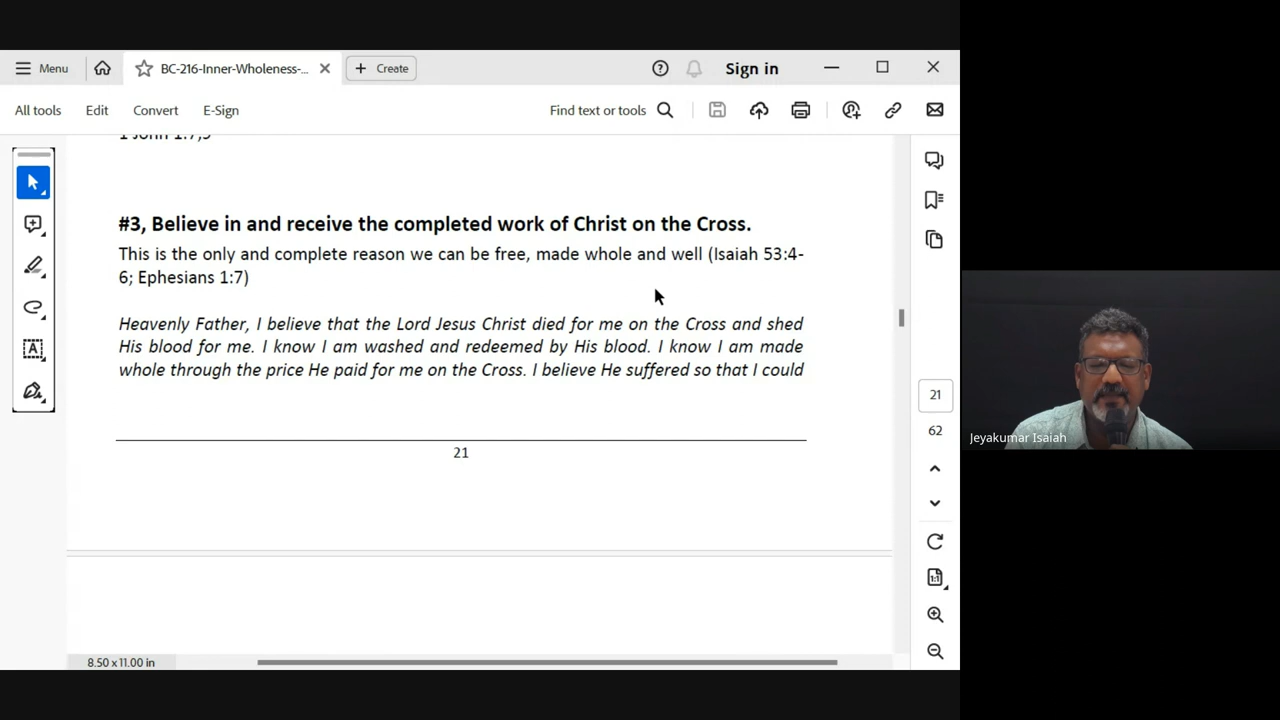 Menu
BC-216-Inner-Wholeness-...
Create
Sign in
All tools
Edit
Convert
E-Sign
Find text or tools
1 John 1:7,9
#3, Believe in and receive the completed work of Christ on the Cross.
This is the only and complete reason we can be free, made whole and well (Isaiah 53:4-
6; Ephesians 1:7)
Heavenly Father, I believe that the Lord Jesus Christ died for me on the Cross and shed
His blood for me. I know I am washed and redeemed by His blood. I know I am made
whole through the price He paid for me on the Cross. I believe He suffered so that I could
21
21
62
Jeyakumar Isaiah
8.50 x 11.00 in